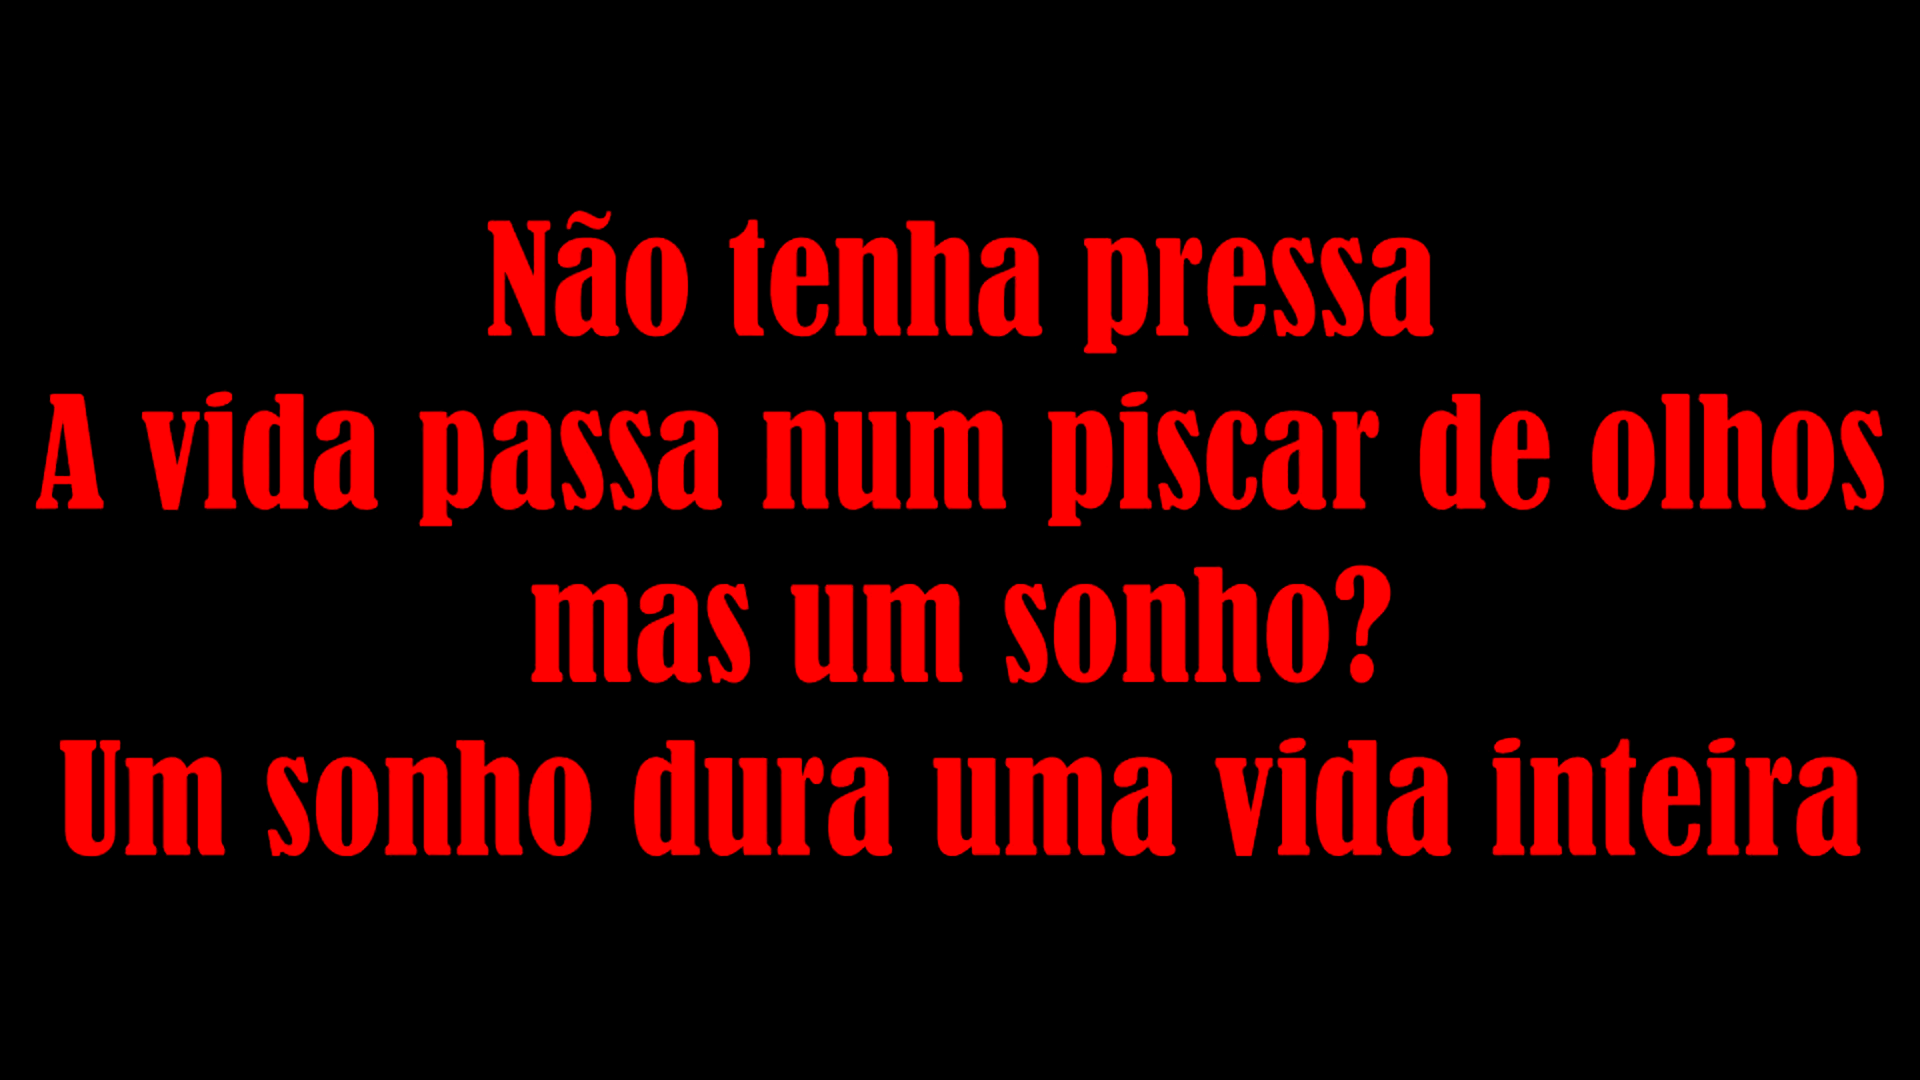 Não tenha pressa
A vida passa num piscar de olhos
mas um sonho?
Um sonho dura uma vida inteira